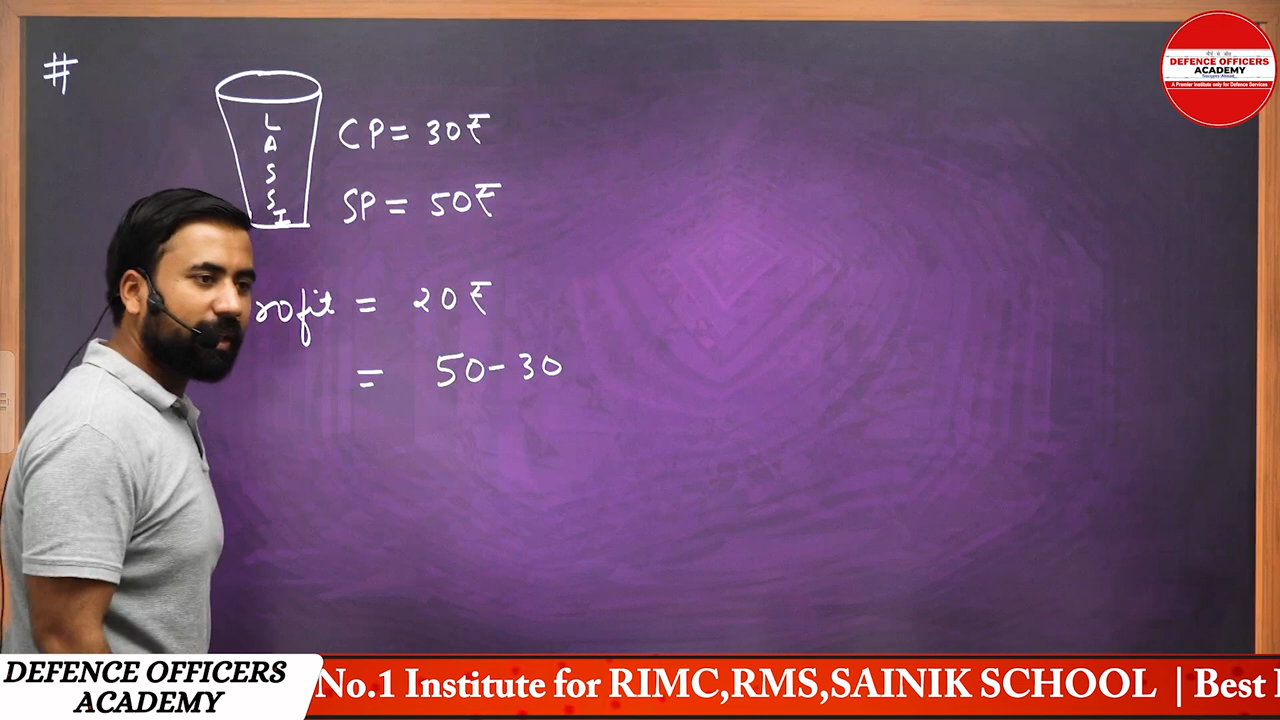 #
LASSI
CP = 30₹
SP = 50₹
rofit = 20₹
= 50-30
DEFENCE OFFICERS
ACADEMY
A Premier Institute only for Defence Services
DEFENCE OFFICERS
ACADEMY
No.1 Institute for RIMC,RMS,SAINIK SCHOOL | Best